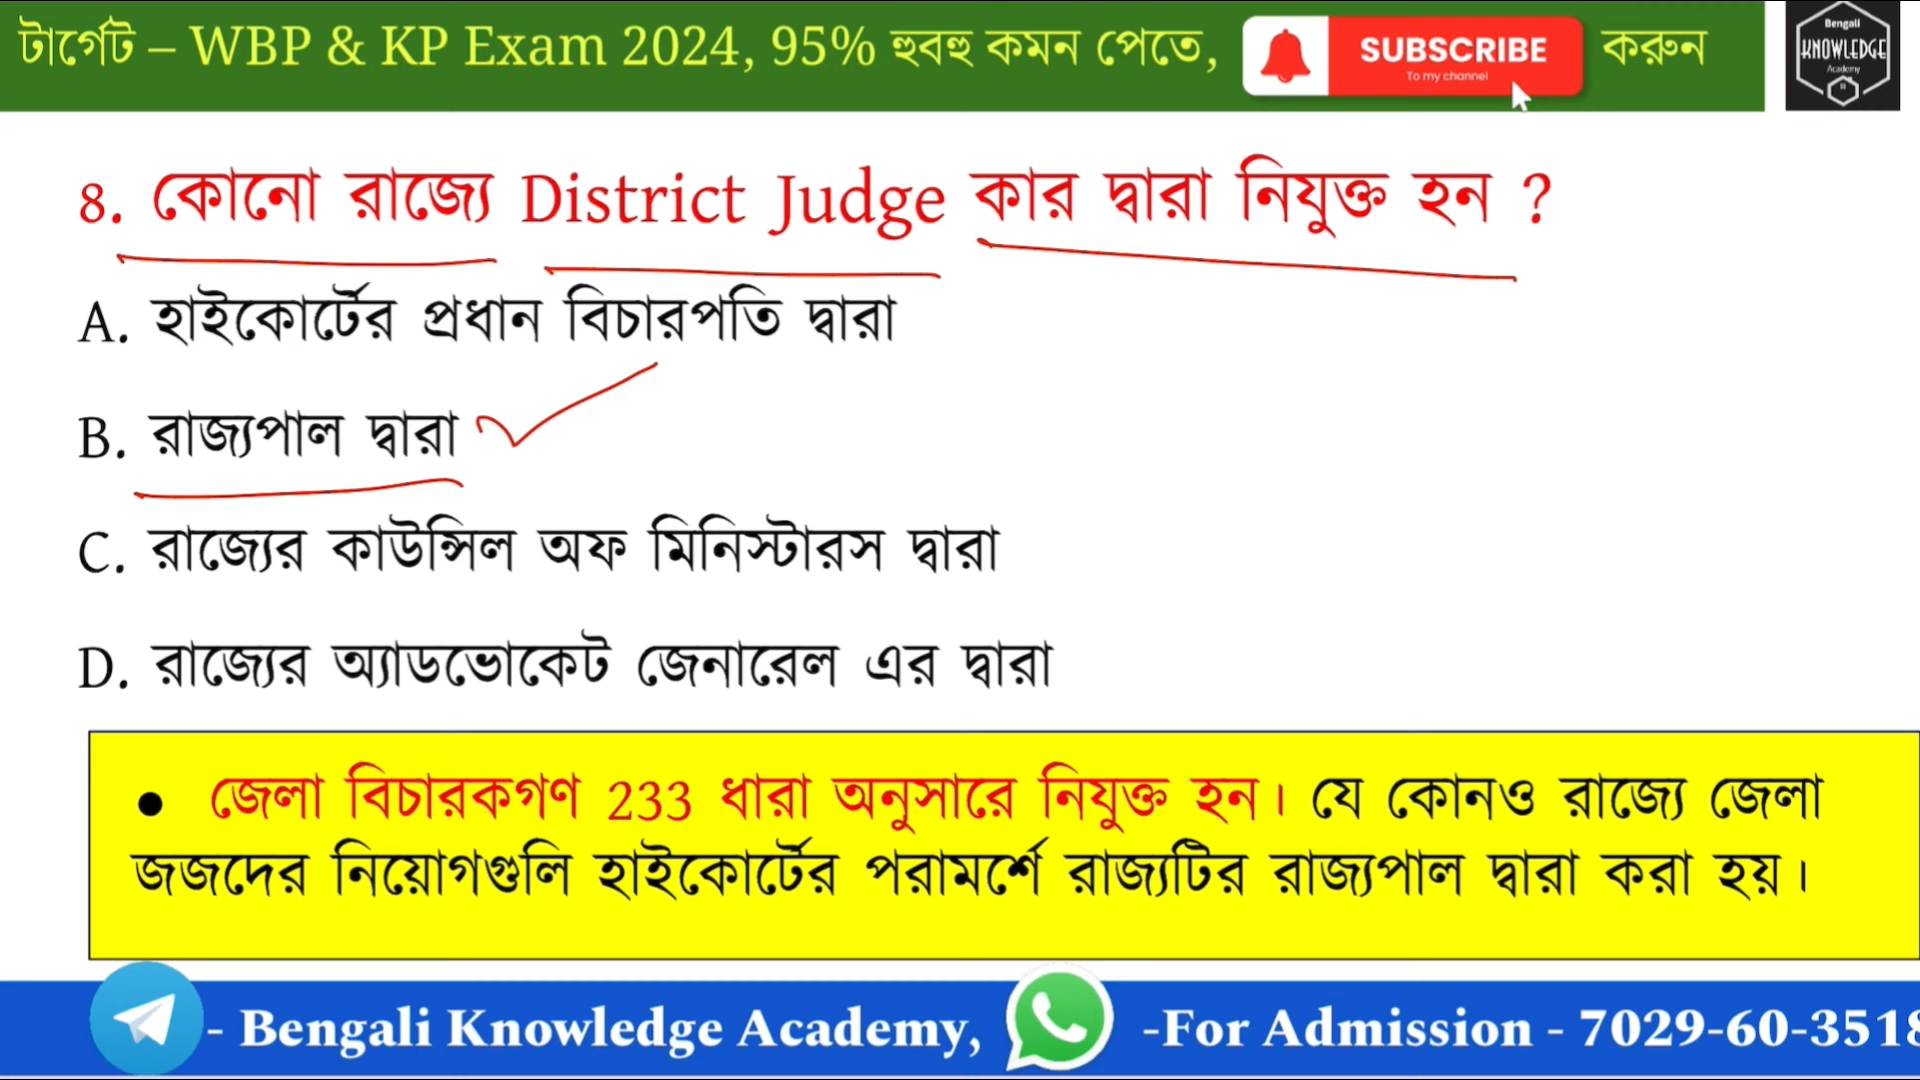 টার্গেট – WBP & KP Exam 2024, 95% হুবহু কমন পেতে, SUBSCRIBE করুন
To my channel
Bengali
KNOWLEDGE
Academy
8. কোনো রাজ্যে District Judge কার দ্বারা নিযুক্ত হন ?
A. হাইকোর্টের প্রধান বিচারপতি দ্বারা
B. রাজ্যপাল দ্বারা
C. রাজ্যের কাউন্সিল অফ মিনিস্টারস দ্বারা
D. রাজ্যের অ্যাডভোকেট জেনারেল এর দ্বারা
● জেলা বিচারকগণ 233 ধারা অনুসারে নিযুক্ত হন। যে কোনও রাজ্যে জেলা
জজদের নিয়োগগুলি হাইকোর্টের পরামর্শে রাজ্যটির রাজ্যপাল দ্বারা করা হয়।
- Bengali Knowledge Academy, -For Admission - 7029-60-3518